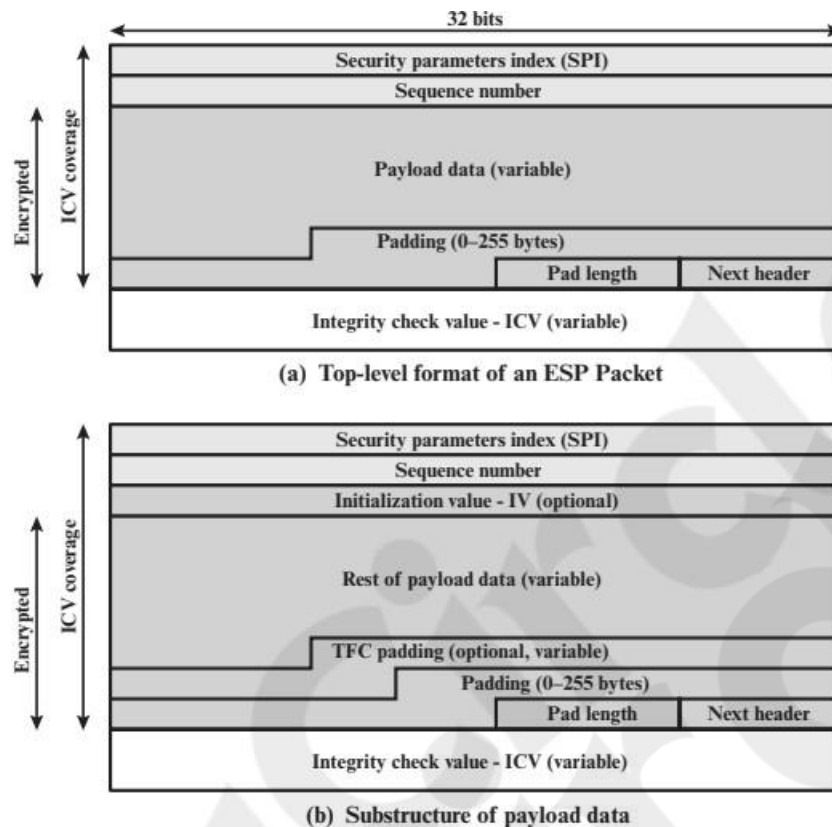 32 bits
Security parameters index (SPI)
Sequence number
Encrypted
ICV coverage
Payload data (variable)
Padding (0–255 bytes)
Pad length
Next header
Integrity check value - ICV (variable)
(a) Top-level format of an ESP Packet
Security parameters index (SPI)
Sequence number
Initialization value - IV (optional)
Encrypted
ICV coverage
Rest of payload data (variable)
TFC padding (optional, variable)
Padding (0–255 bytes)
Pad length
Next header
Integrity check value - ICV (variable)
(b) Substructure of payload data